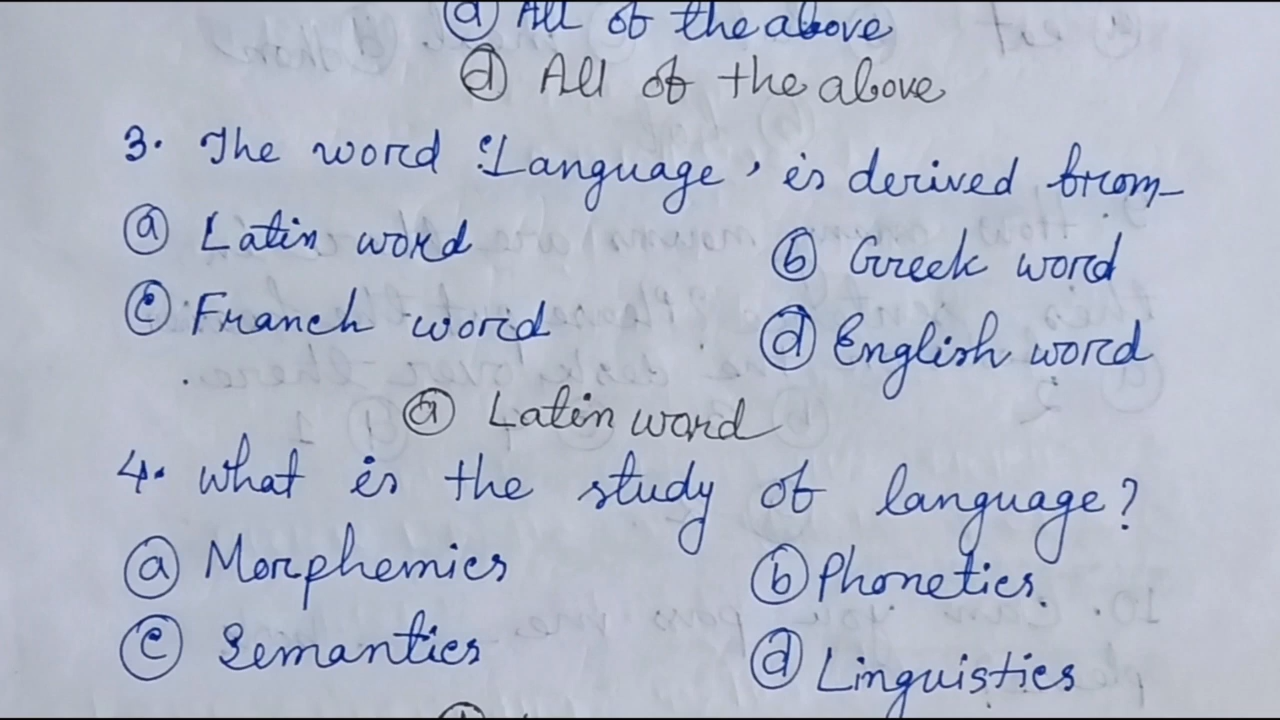 (a) All of the above
(d) All of the above
3. The word 'Language' is derived from-
(a) Latin word (b) Greek word
(c) Franch word (d) English word
(a) Latin word
4. What is the study of language?
(a) Morphemics (b) Phonetics.
(c) Semantics (d) Linguistics